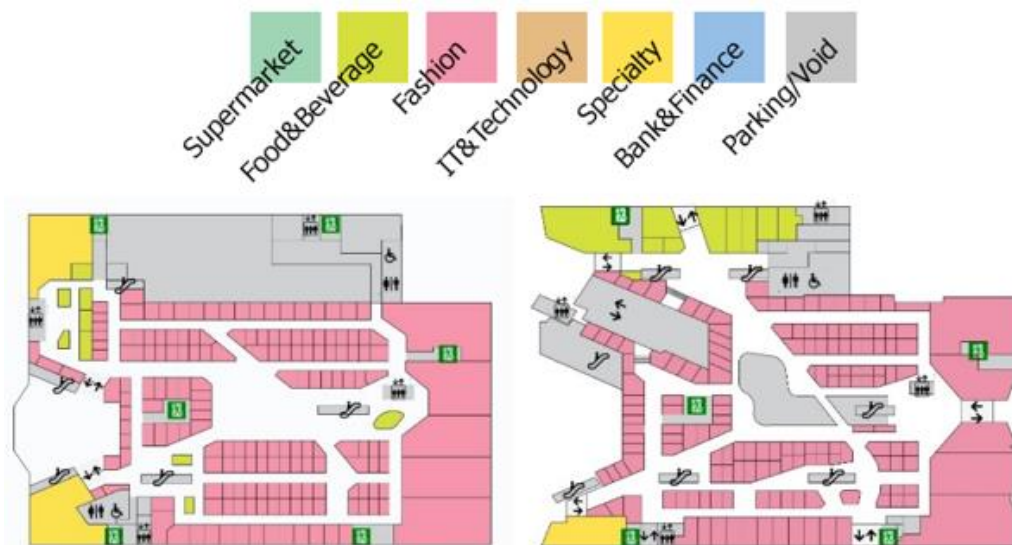 Supermarket
Food&Beverage
Fashion
IT&Technology
Specialty
Bank&Finance
Parking/Void